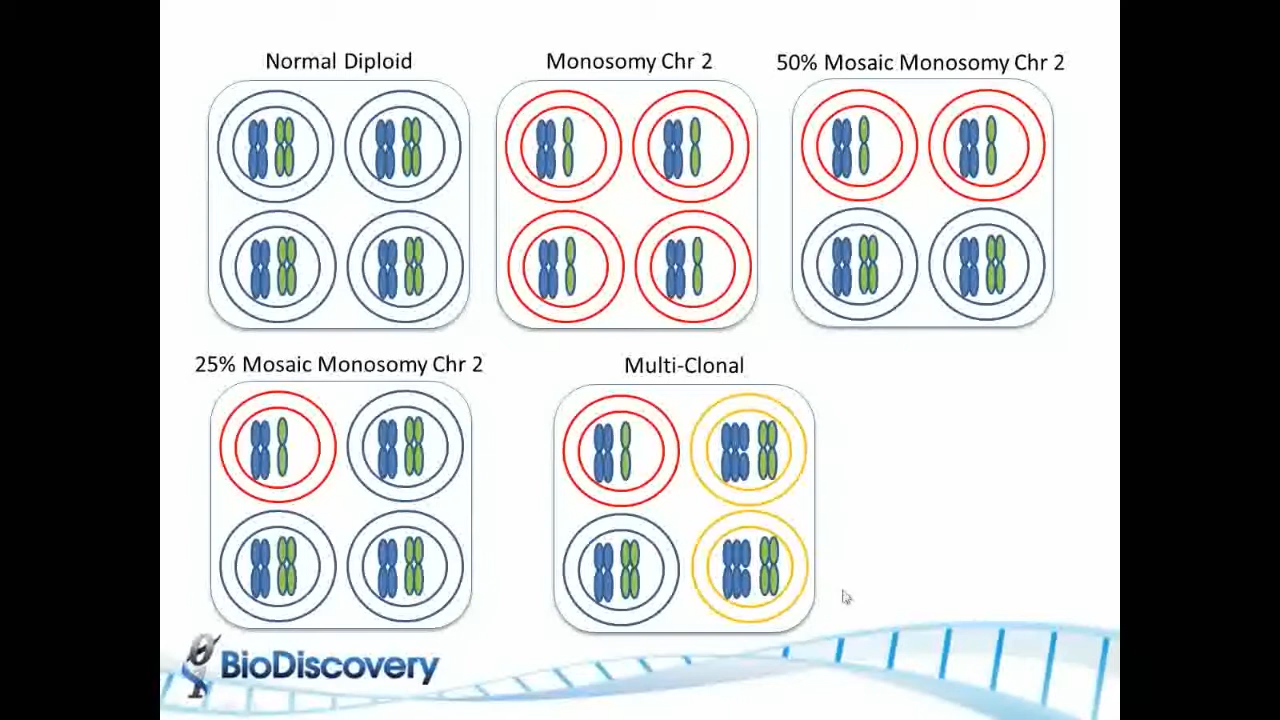 Normal Diploid
Monosomy Chr 2
50% Mosaic Monosomy Chr 2
25% Mosaic Monosomy Chr 2
Multi-Clonal
BioDiscovery